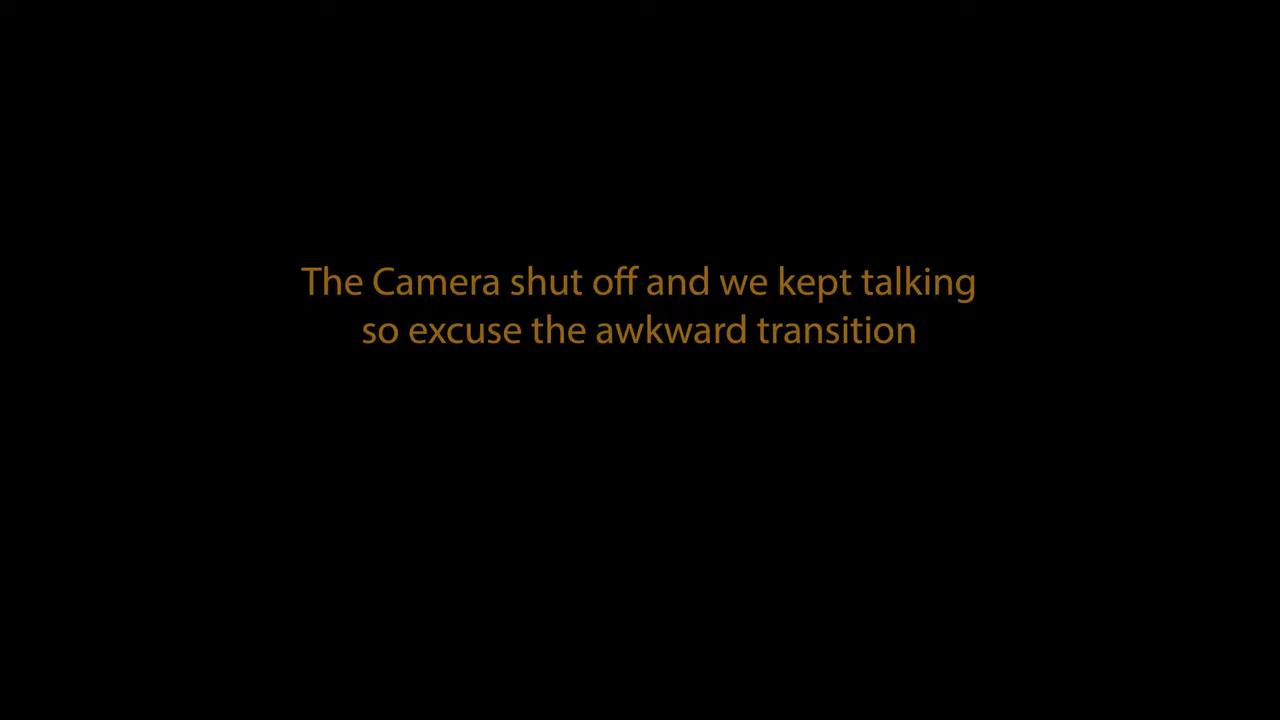 The Camera shut off and we kept talking
so excuse the awkward transition